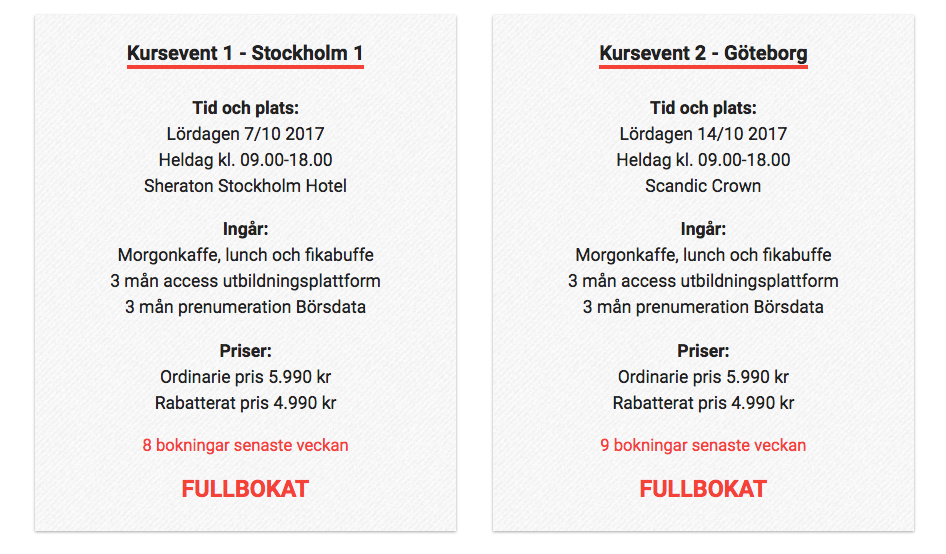 Kursevent 1 - Stockholm 1
Tid och plats:
Lördagen 7/10 2017
Heldag kl. 09.00-18.00
Sheraton Stockholm Hotel
Ingår:
Morgonkaffe, lunch och fikabuffe
3 mån access utbildningsplattform
3 mån prenumeration Börsdata
Priser:
Ordinarie pris 5.990 kr
Rabatterat pris 4.990 kr
8 bokningar senaste veckan
FULLBOKAT
Kursevent 2 - Göteborg
Tid och plats:
Lördagen 14/10 2017
Heldag kl. 09.00-18.00
Scandic Crown
Ingår:
Morgonkaffe, lunch och fikabuffe
3 mån access utbildningsplattform
3 mån prenumeration Börsdata
Priser:
Ordinarie pris 5.990 kr
Rabatterat pris 4.990 kr
9 bokningar senaste veckan
FULLBOKAT